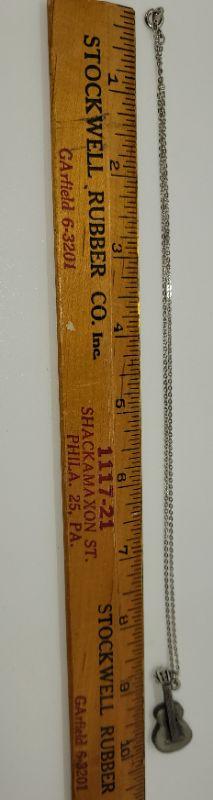 STOCKWELL RUBBER CO. Inc.
GArfield 6-3201
1117-21
SHACKAMAXON ST.
PHILA. 25, PA.
STOCKWELL RUBBER
GArfield 6-3201
1
2
3
4
5
6
7
8
9
10